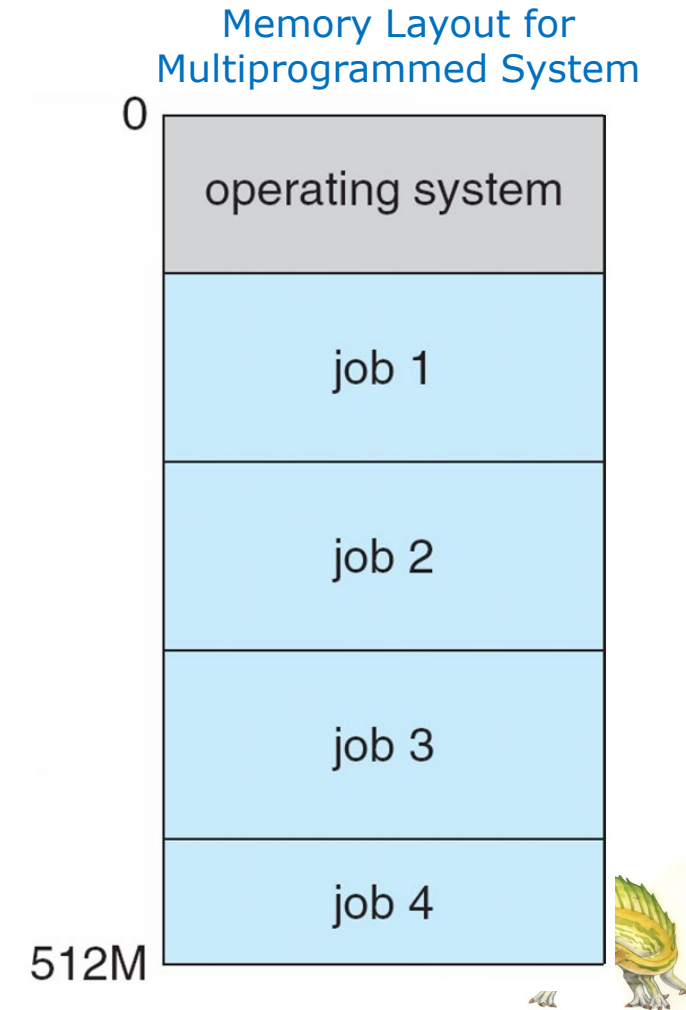 Memory Layout for
Multiprogrammed System
0
operating system
job 1
job 2
job 3
job 4
512M